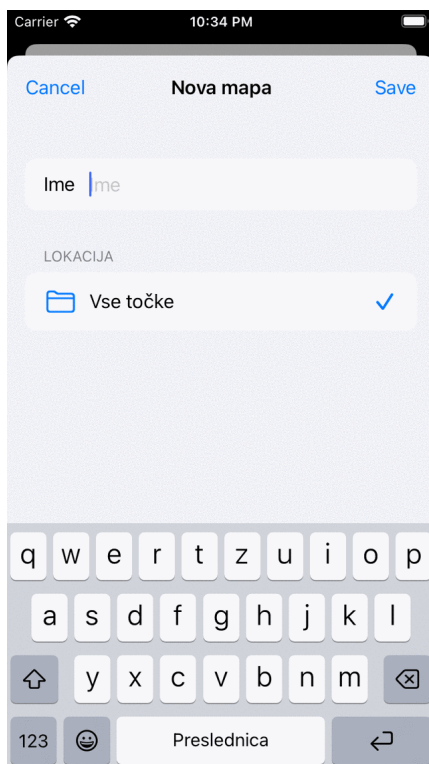 Carrier 10:34 PM
Cancel Nova mapa Save
Ime Ime
LOKACIJA
Vse točke
q w e r t z u i o p
a s d f g h j k l
y x c v b n m
123 Preslednica